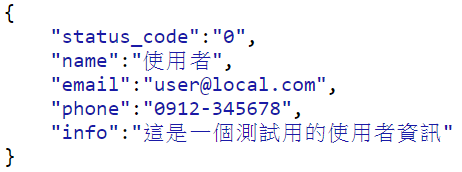 {
    "status_code":"0",
    "name":"使用者",
    "email":"user@local.com",
    "phone":"0912-345678",
    "info":"這是一個測試用的使用者資訊"
}